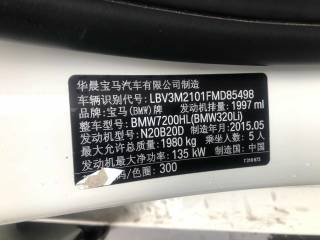 华晨宝马汽车有限公司制造
车辆识别代号: LBV3M2101FMD85498
品牌: 宝马(BMW)牌 发动机排量: 1997 ml
整车型号: BMW7200HL(BMW320Li)
发动机型号: N20B20D 制造年月: 2015.05
最大允许总质量: 1980 kg 乘坐人数: 5人
发动机最大净功率: 135 kW 制造国: 中国
饰/色圈: 300